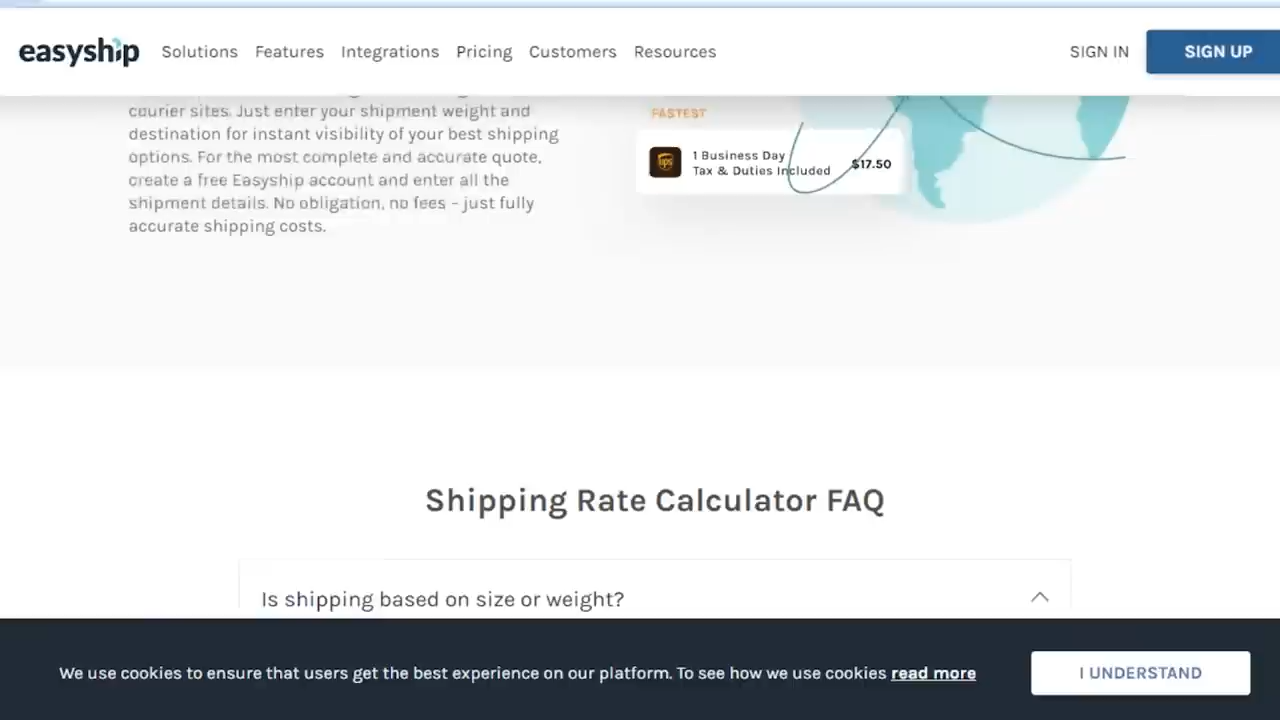 easyship Solutions Features Integrations Pricing Customers Resources SIGN IN SIGN UP
courier sites. Just enter your shipment weight and
destination for instant visibility of your best shipping
options. For the most complete and accurate quote,
create a free Easyship account and enter all the
shipment details. No obligation, no fees – just fully
accurate shipping costs.
FASTEST
ups
1 Business Day
Tax & Duties Included
$17.50
Shipping Rate Calculator FAQ
Is shipping based on size or weight?
We use cookies to ensure that users get the best experience on our platform. To see how we use cookies read more
I UNDERSTAND